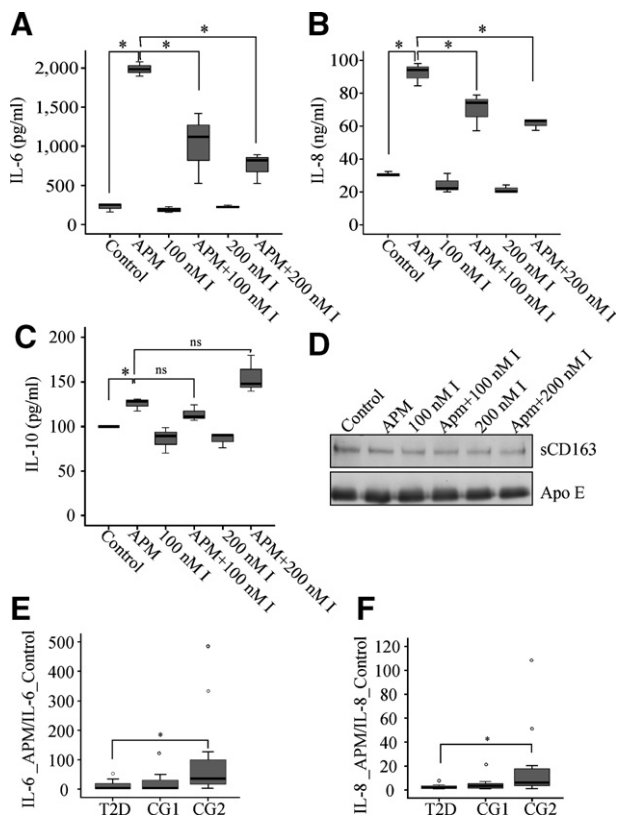 A
IL-6 (pg/ml)
2,000
1,500
1,000
500
0
*
*
*
Control
APM
100 nM I
APM+100 nM I
200 nM I
APM+200 nM I
B
IL-8 (ng/ml)
100
80
60
40
20
0
*
*
*
Control
APM
100 nM I
APM+100 nM I
200 nM I
APM+200 nM I
C
IL-10 (pg/ml)
200
150
100
50
0
ns
*
ns
*
Control
APM
100 nM I
APM+100 nM I
200 nM I
APM+200 nM I
D
Control
APM
100 nM I
Apm+100 nM I
200 nM I
Apm+200 nM I
sCD163
Apo E
E
IL-6_APM/IL-6_Control
500
400
300
200
100
0
*
T2D CG1 CG2
F
IL-8_APM/IL-8_Control
120
100
80
60
40
20
0
*
T2D CG1 CG2